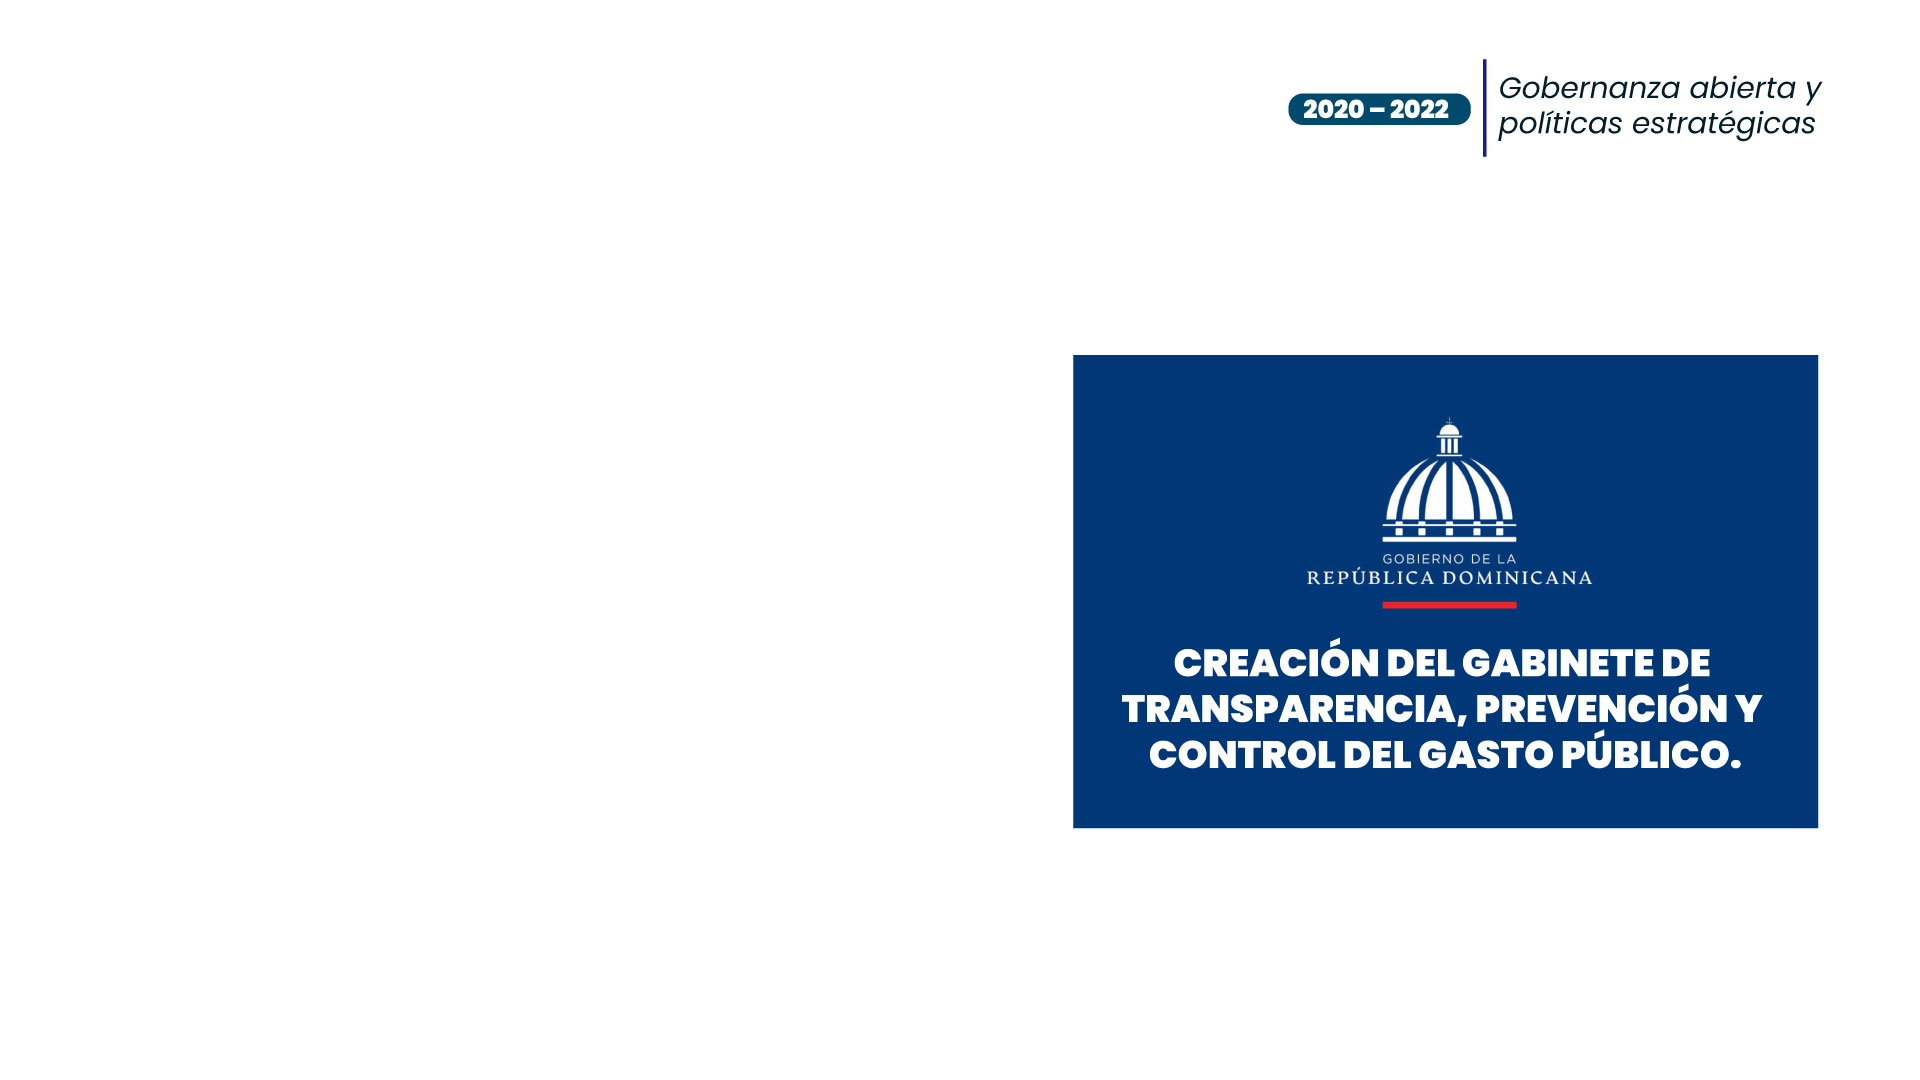 2020 – 2022
Gobernanza abierta y
políticas estratégicas
GOBIERNO DE LA
REPÚBLICA DOMINICANA
CREACIÓN DEL GABINETE DE
TRANSPARENCIA, PREVENCIÓN Y
CONTROL DEL GASTO PÚBLICO.